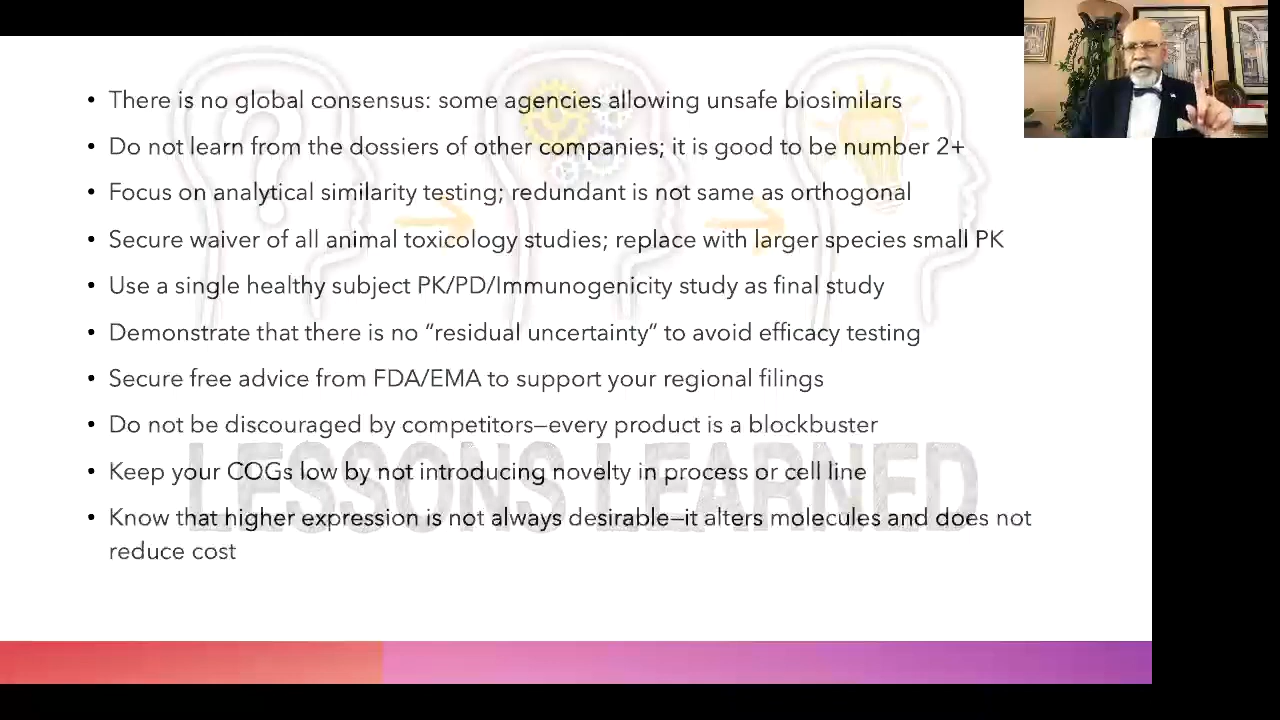 • There is no global consensus: some agencies allowing unsafe biosimilars
• Do not learn from the dossiers of other companies; it is good to be number 2+
• Focus on analytical similarity testing; redundant is not same as orthogonal
• Secure waiver of all animal toxicology studies; replace with larger species small PK
• Use a single healthy subject PK/PD/Immunogenicity study as final study
• Demonstrate that there is no “residual uncertainty” to avoid efficacy testing
• Secure free advice from FDA/EMA to support your regional filings
• Do not be discouraged by competitors—every product is a blockbuster
• Keep your COGs low by not introducing novelty in process or cell line
• Know that higher expression is not always desirable—it alters molecules and does not
reduce cost
LESSONS LEARNED